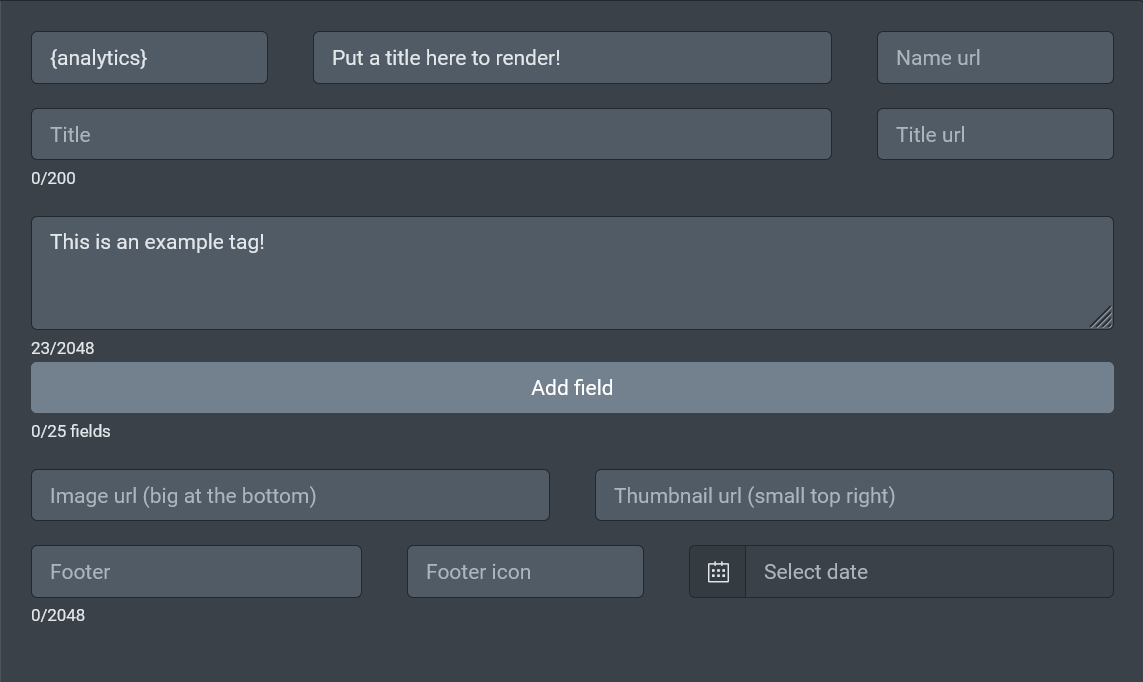 {analytics}
Put a title here to render!
Name url
Title
Title url
0/200
This is an example tag!
23/2048
Add field
0/25 fields
Image url (big at the bottom)
Thumbnail url (small top right)
Footer
Footer icon
Select date
0/2048